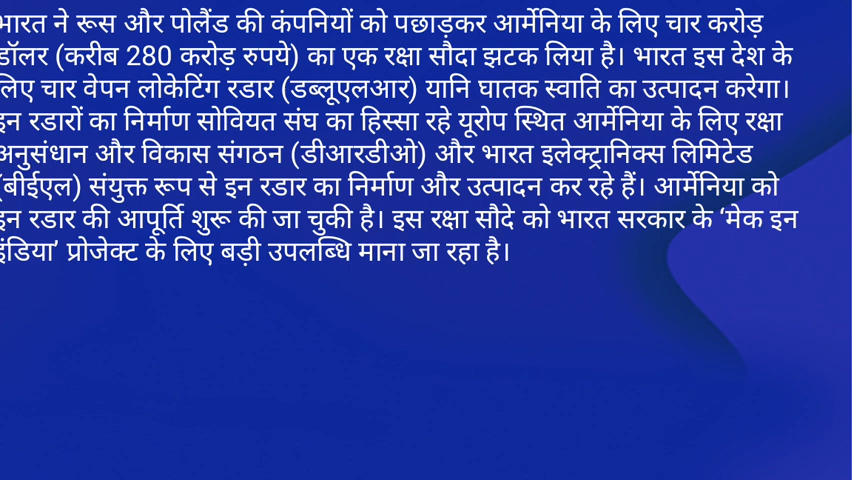 भारत ने रूस और पोलैंड की कंपनियों को पछाड़कर आर्मेनिया के लिए चार करोड़
डॉलर (करीब 280 करोड़ रुपये) का एक रक्षा सौदा झटक लिया है। भारत इस देश के
लिए चार वेपन लोकेटिंग रडार (डब्लूएलआर) यानि घातक स्वाति का उत्पादन करेगा।
इन रडारों का निर्माण सोवियत संघ का हिस्सा रहे यूरोप स्थित आर्मेनिया के लिए रक्षा
अनुसंधान और विकास संगठन (डीआरडीओ) और भारत इलेक्ट्रानिक्स लिमिटेड
(बीईएल) संयुक्त रूप से इन रडार का निर्माण और उत्पादन कर रहे हैं। आर्मेनिया को
इन रडार की आपूर्ति शुरू की जा चुकी है। इस रक्षा सौदे को भारत सरकार के ‘मेक इन
इंडिया’ प्रोजेक्ट के लिए बड़ी उपलब्धि माना जा रहा है।